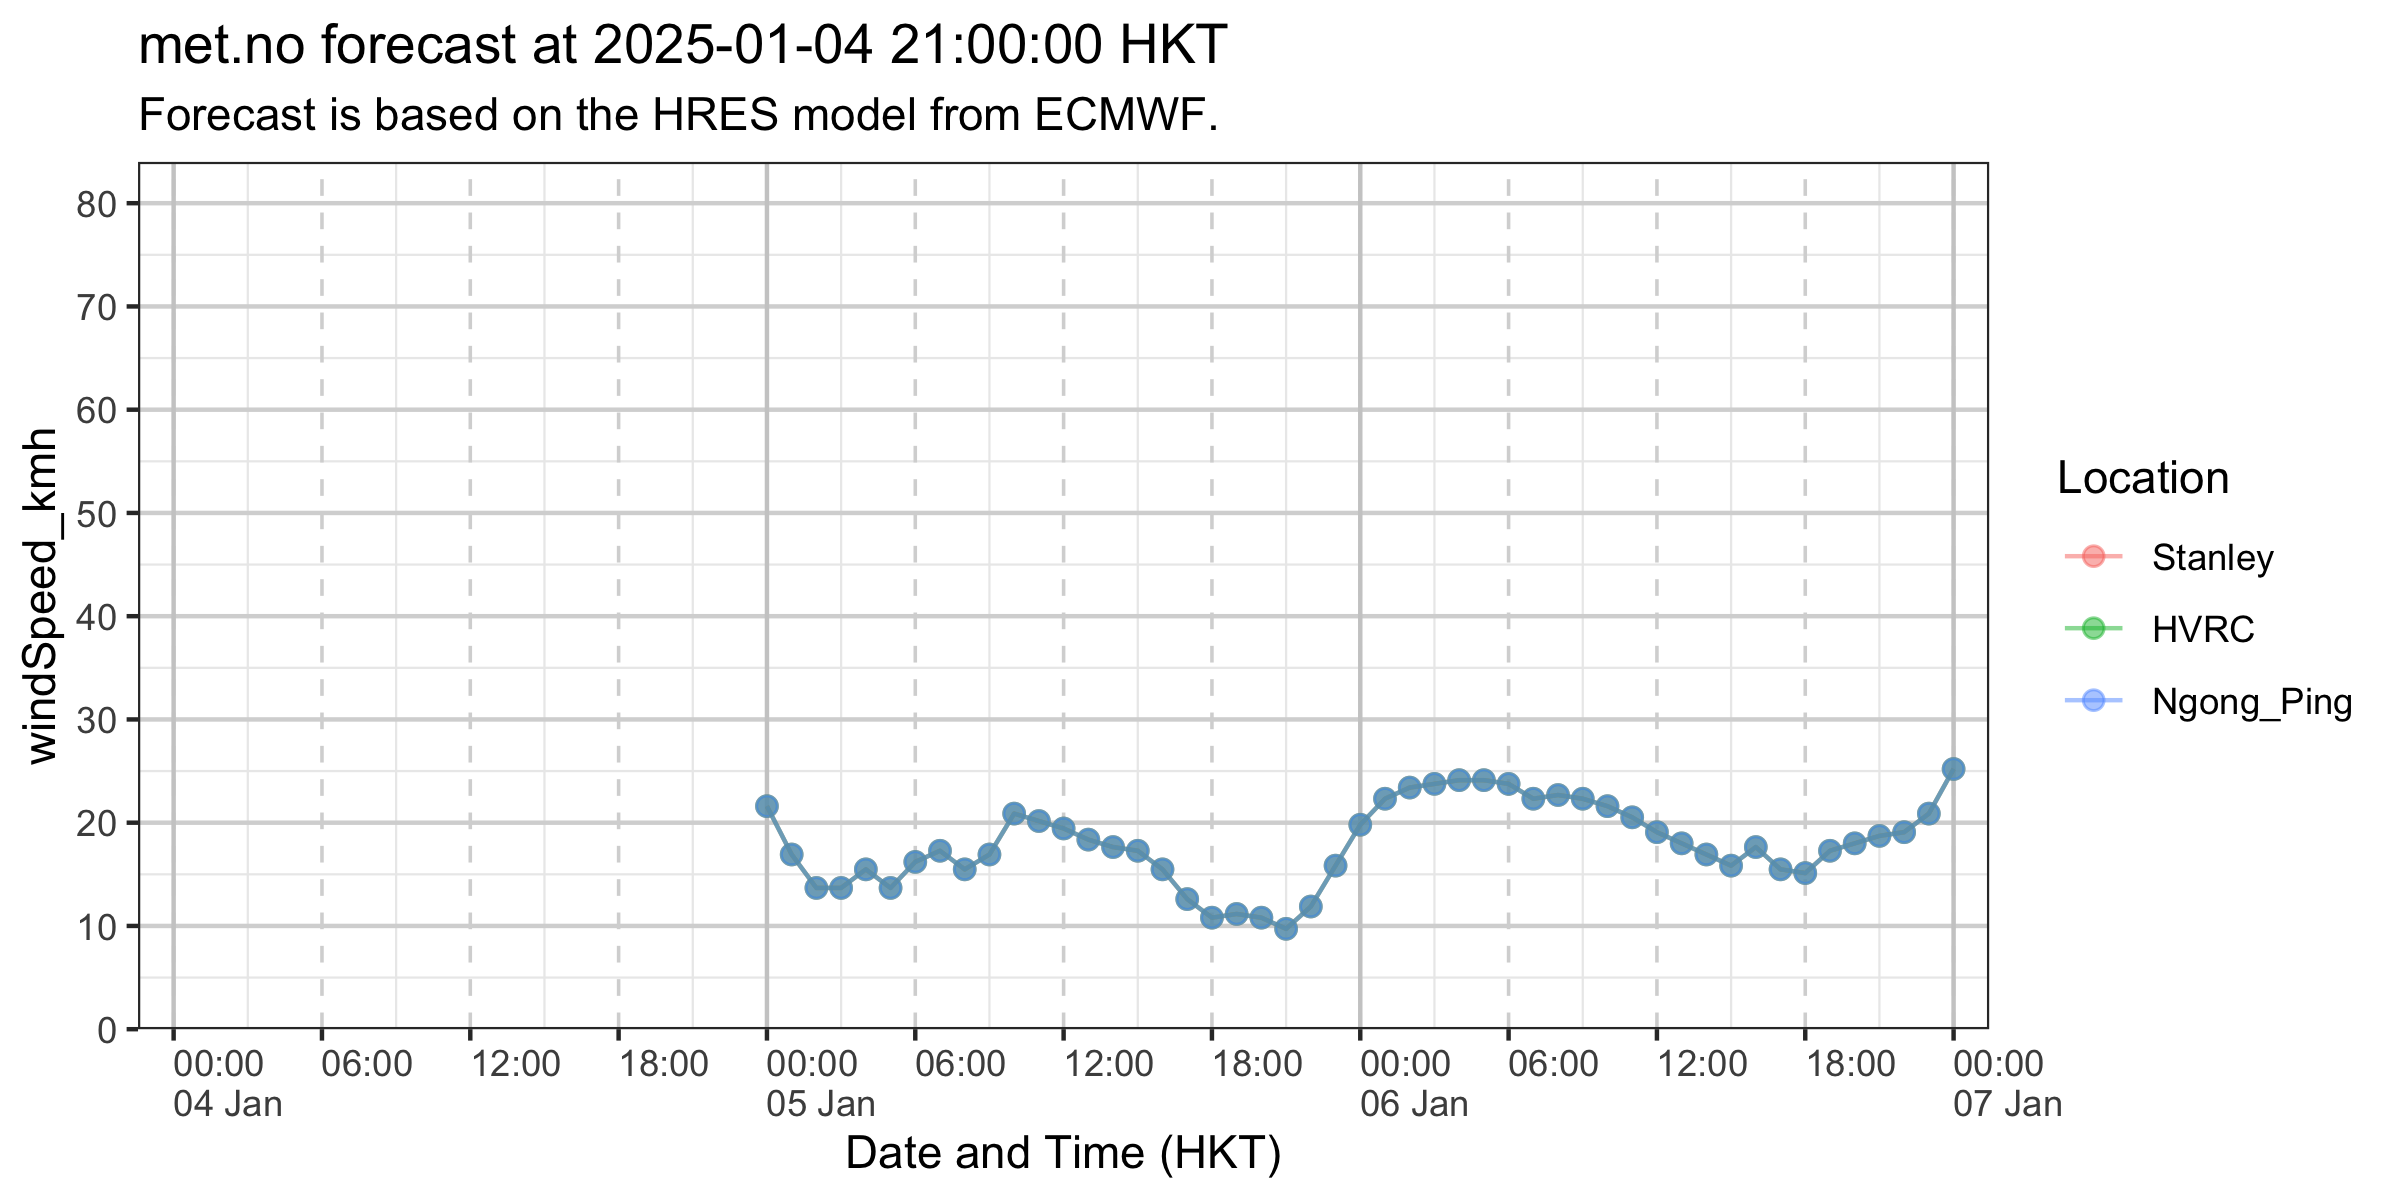 met.no forecast at 2025-01-04 21:00:00 HKT
Forecast is based on the HRES model from ECMWF.
windSpeed_kmh
80
70
60
50
40
30
20
10
0
00:00 06:00 12:00 18:00 00:00 06:00 12:00 18:00 00:00 06:00 12:00 18:00 00:00
04 Jan 05 Jan 06 Jan 07 Jan
Date and Time (HKT)
Location
Stanley
HVRC
Ngong_Ping